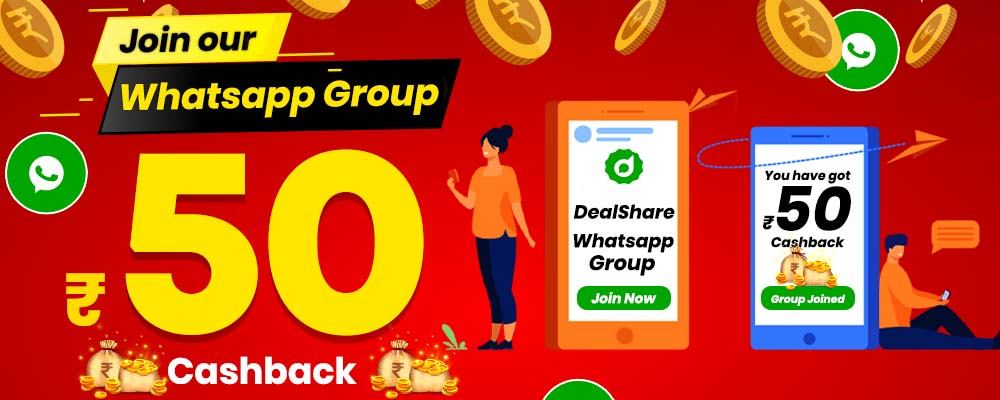 Join our
Whatsapp Group
₹50
Cashback
DealShare
Whatsapp
Group
Join Now
You have got
₹50
Cashback
Group Joined